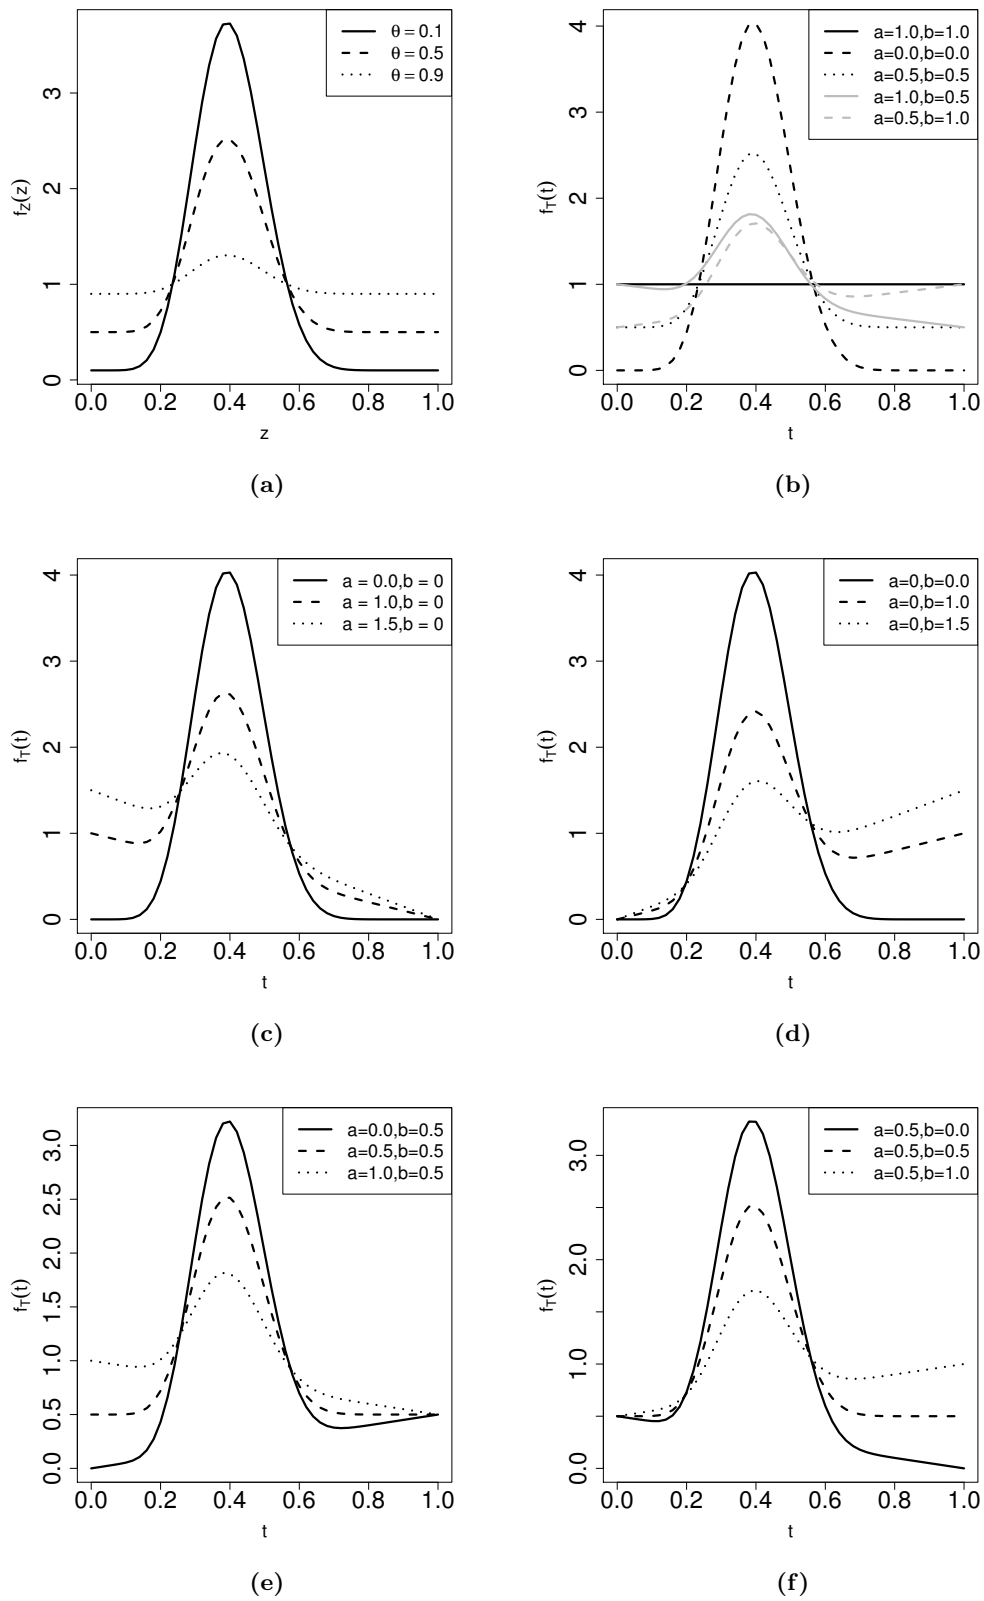 θ = 0.1
θ = 0.5
θ = 0.9
f_Z(z)
0 1 2 3
0.0 0.2 0.4 0.6 0.8 1.0
z
(a)
a=1.0,b=1.0
a=0.0,b=0.0
a=0.5,b=0.5
a=1.0,b=0.5
a=0.5,b=1.0
f_T(t)
0 1 2 3 4
0.0 0.2 0.4 0.6 0.8 1.0
t
(b)
a = 0.0,b = 0
a = 1.0,b = 0
a = 1.5,b = 0
f_T(t)
0 1 2 3 4
0.0 0.2 0.4 0.6 0.8 1.0
t
(c)
a=0,b=0.0
a=0,b=1.0
a=0,b=1.5
f_T(t)
0 1 2 3 4
0.0 0.2 0.4 0.6 0.8 1.0
t
(d)
a=0.0,b=0.5
a=0.5,b=0.5
a=1.0,b=0.5
f_T(t)
0.0 0.5 1.0 1.5 2.0 2.5 3.0
0.0 0.2 0.4 0.6 0.8 1.0
t
(e)
a=0.5,b=0.0
a=0.5,b=0.5
a=0.5,b=1.0
f_T(t)
0.0 1.0 2.0 3.0
0.0 0.2 0.4 0.6 0.8 1.0
t
(f)